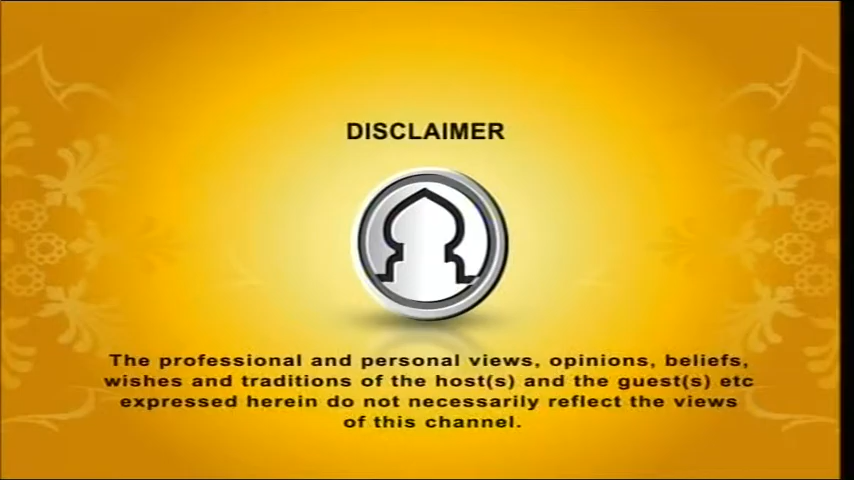 DISCLAIMER
The professional and personal views, opinions, beliefs,
wishes and traditions of the host(s) and the guest(s) etc
expressed herein do not necessarily reflect the views
of this channel.